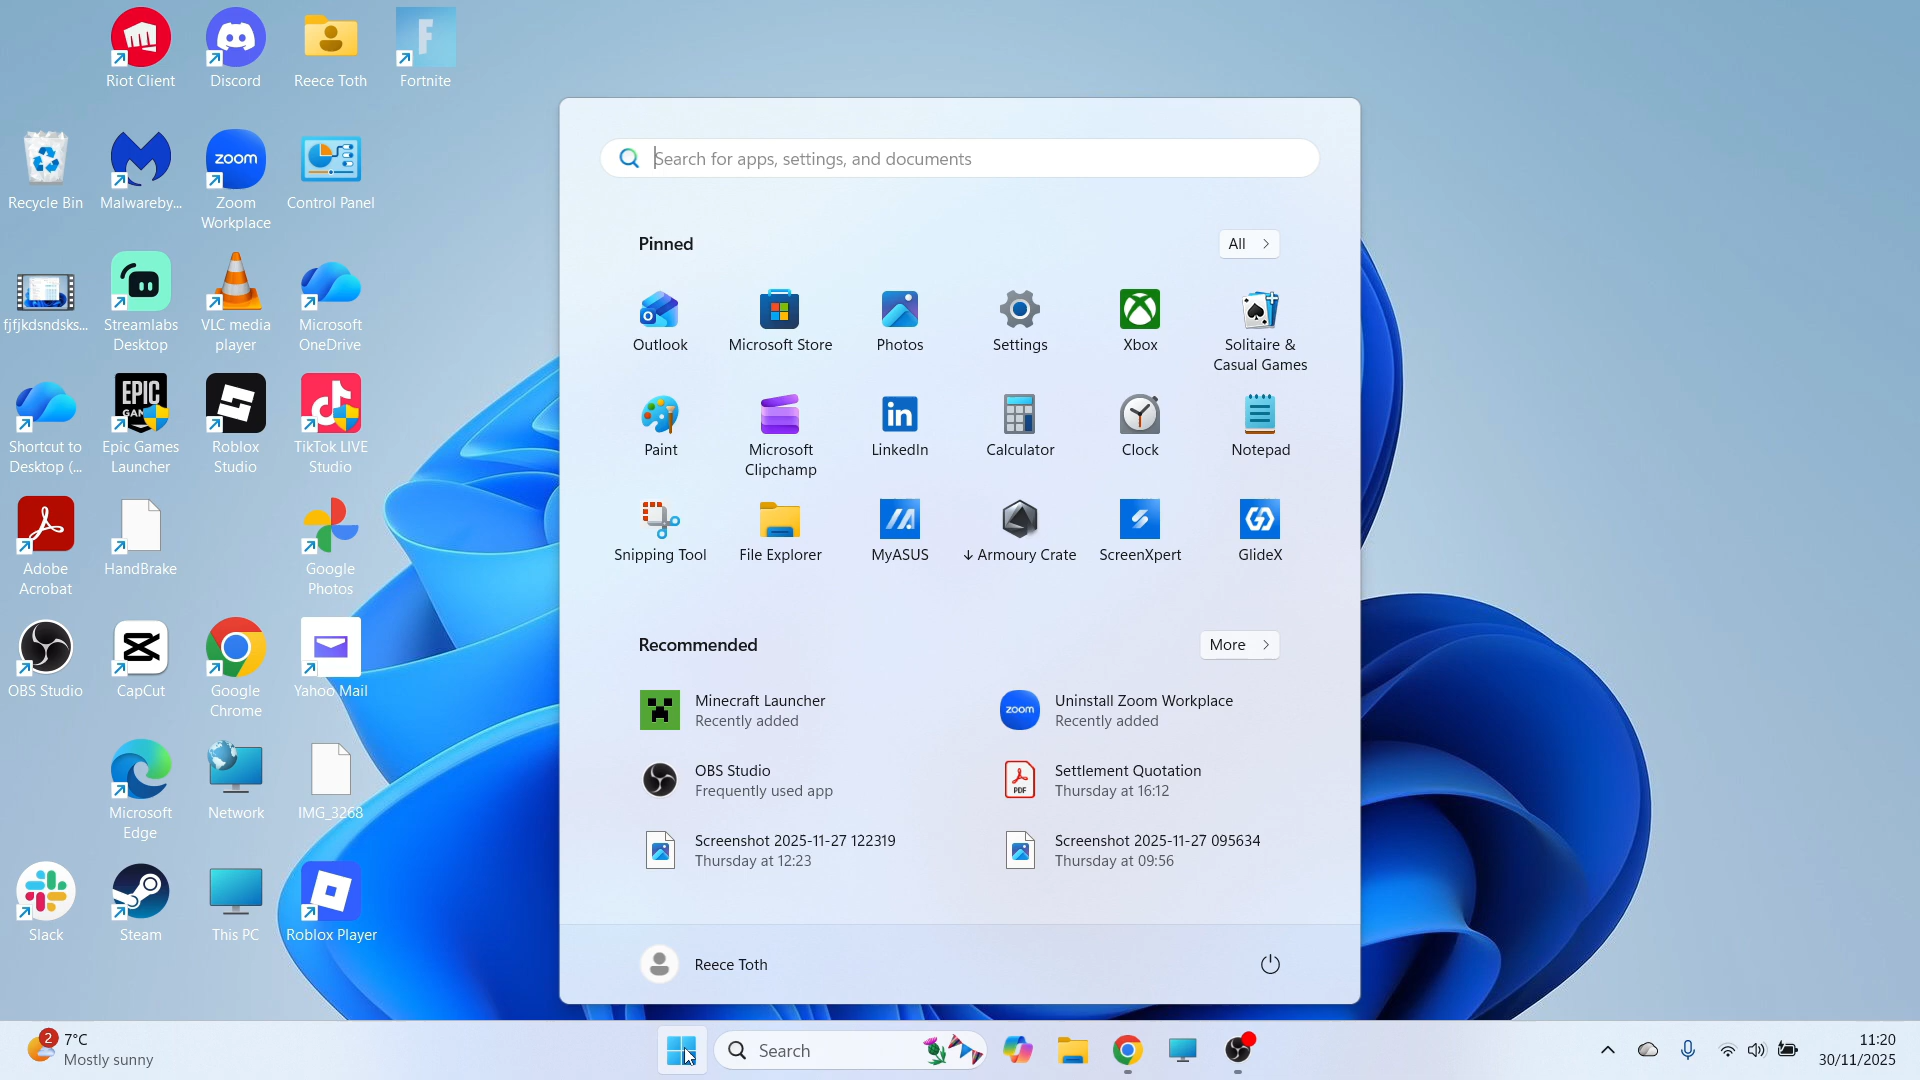 Riot Client
Discord
Reece Toth
Fortnite
Recycle Bin
Malwareby...
zoom
Zoom
Workplace
Control Panel
fjfjkdsndsks...
Streamlabs
Desktop
VLC media
player
Microsoft
OneDrive
Shortcut to
Desktop (...
EPIC
GAMES
Epic Games
Launcher
Roblox
Studio
TikTok LIVE
Studio
Adobe
Acrobat
HandBrake
Google
Photos
OBS Studio
CapCut
Google
Chrome
Yahoo Mail
Microsoft
Edge
Network
IMG_3268
Slack
Steam
This PC
Roblox Player
Search for apps, settings, and documents
Pinned
All
Outlook
Microsoft Store
Photos
Settings
Xbox
Solitaire &
Casual Games
Paint
Microsoft
Clipchamp
LinkedIn
Calculator
Clock
Notepad
Snipping Tool
File Explorer
MyASUS
↓ Armoury Crate
ScreenXpert
GlideX
Recommended
More
Minecraft Launcher
Recently added
zoom
Uninstall Zoom Workplace
Recently added
OBS Studio
Frequently used app
PDF
Settlement Quotation
Thursday at 16:12
Screenshot 2025-11-27 122319
Thursday at 12:23
Screenshot 2025-11-27 095634
Thursday at 09:56
Reece Toth
2
7°C
Mostly sunny
Search
11:20
30/11/2025